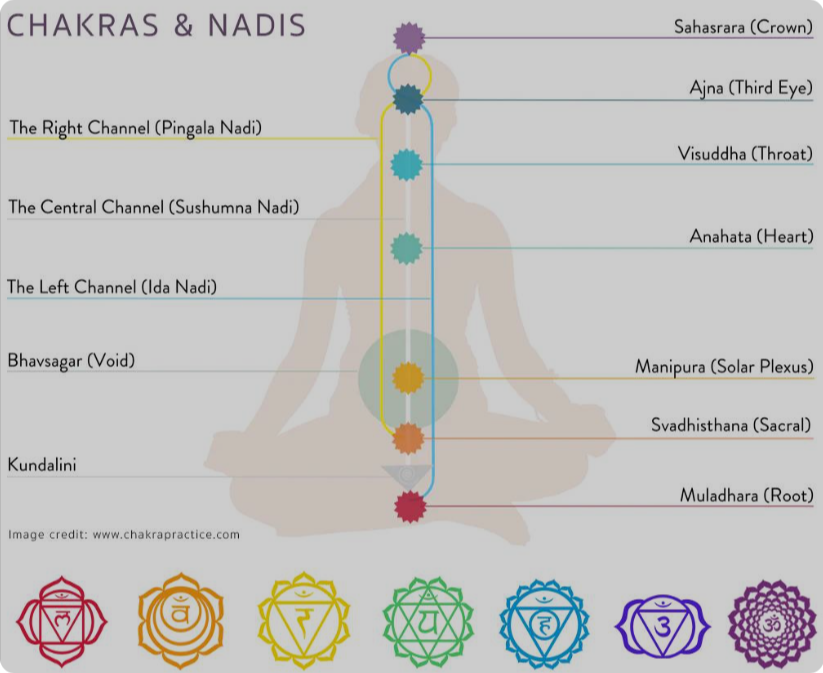 CHAKRAS & NADIS
Sahasrara (Crown)
Ajna (Third Eye)
The Right Channel (Pingala Nadi)
Visuddha (Throat)
The Central Channel (Sushumna Nadi)
Anahata (Heart)
The Left Channel (Ida Nadi)
Bhavsagar (Void)
Manipura (Solar Plexus)
Svadhisthana (Sacral)
Kundalini
Muladhara (Root)
Image credit: www.chakrapractice.com
लं वं रं यं हं ॐ ॐ